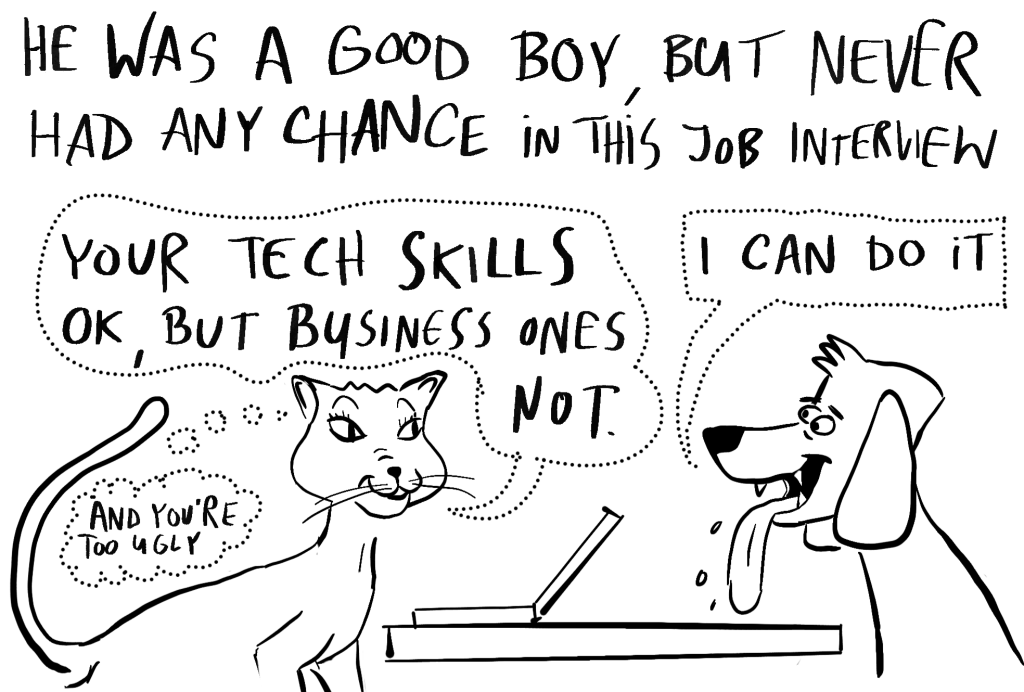 HE WAS A GOOD BOY, BUT NEVER
HAD ANY CHANCE iN THiS JOB INTERVIEW
YOUR TECH SKILLS
OK, BUT BUSINESS ONES
NOT.
I CAN DO iT
AND YOU'RE
TOO UGLY